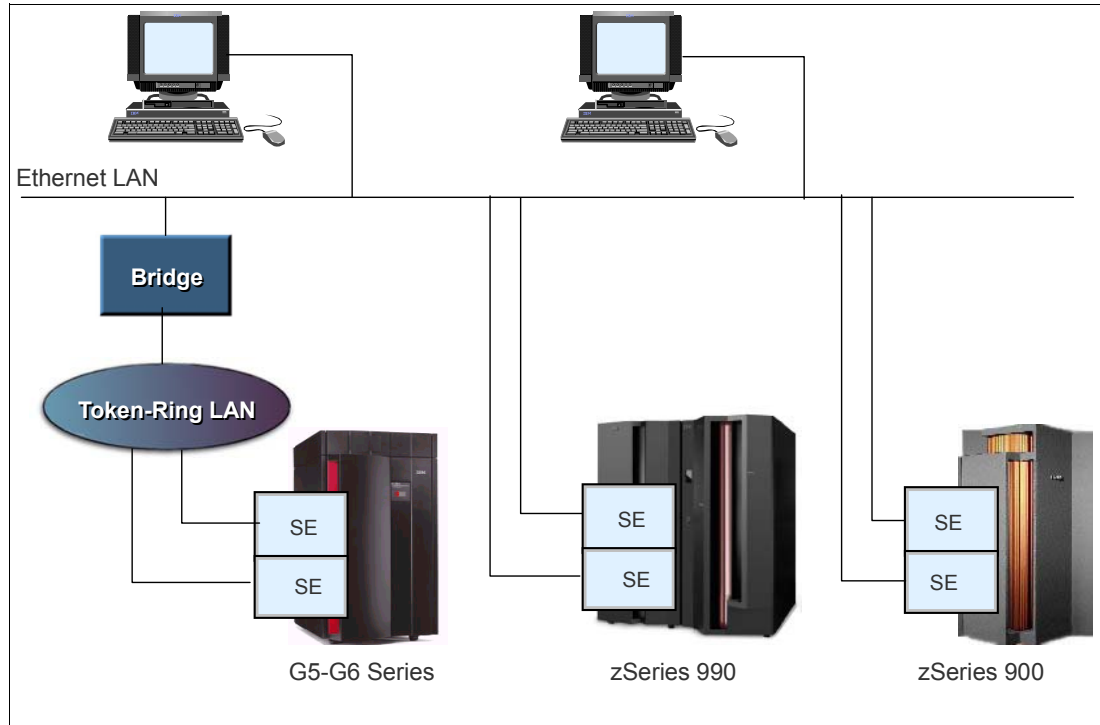 Ethernet LAN
Bridge
Token-Ring LAN
SE
SE
SE
SE
SE
SE
G5-G6 Series
zSeries 990
zSeries 900